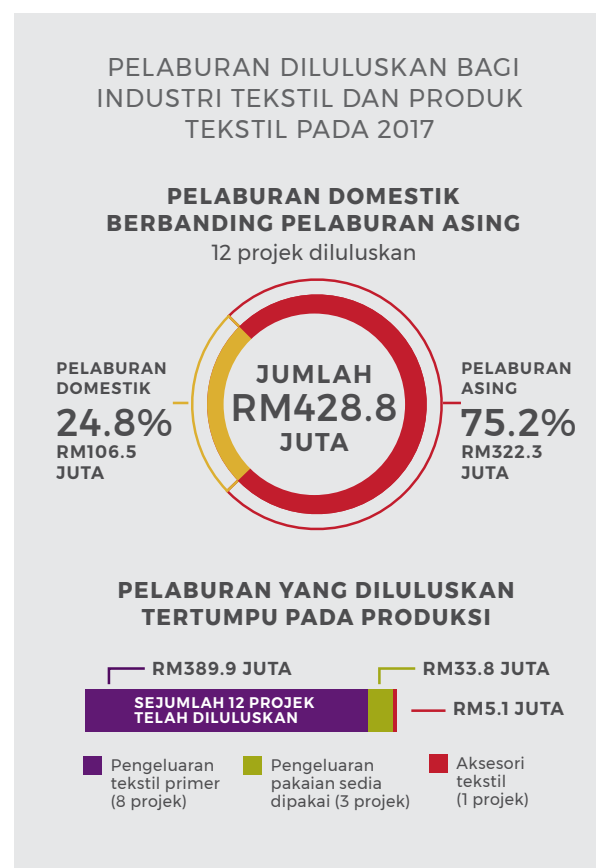 PELABURAN DILULUSKAN BAGI
INDUSTRI TEKSTIL DAN PRODUK
TEKSTIL PADA 2017
PELABURAN DOMESTIK
BERBANDING PELABURAN ASING
12 projek diluluskan
PELABURAN
DOMESTIK
24.8%
RM106.5
JUTA
JUMLAH
RM428.8
JUTA
PELABURAN
ASING
75.2%
RM322.3
JUTA
PELABURAN YANG DILULUSKAN
TERTUMPU PADA PRODUKSI
RM389.9 JUTA
RM33.8 JUTA
SEJUMLAH 12 PROJEK
TELAH DILULUSKAN
RM5.1 JUTA
Pengeluaran
tekstil primer
(8 projek)
Pengeluaran
pakaian sedia
dipakai (3 projek)
Aksesori
tekstil
(1 projek)